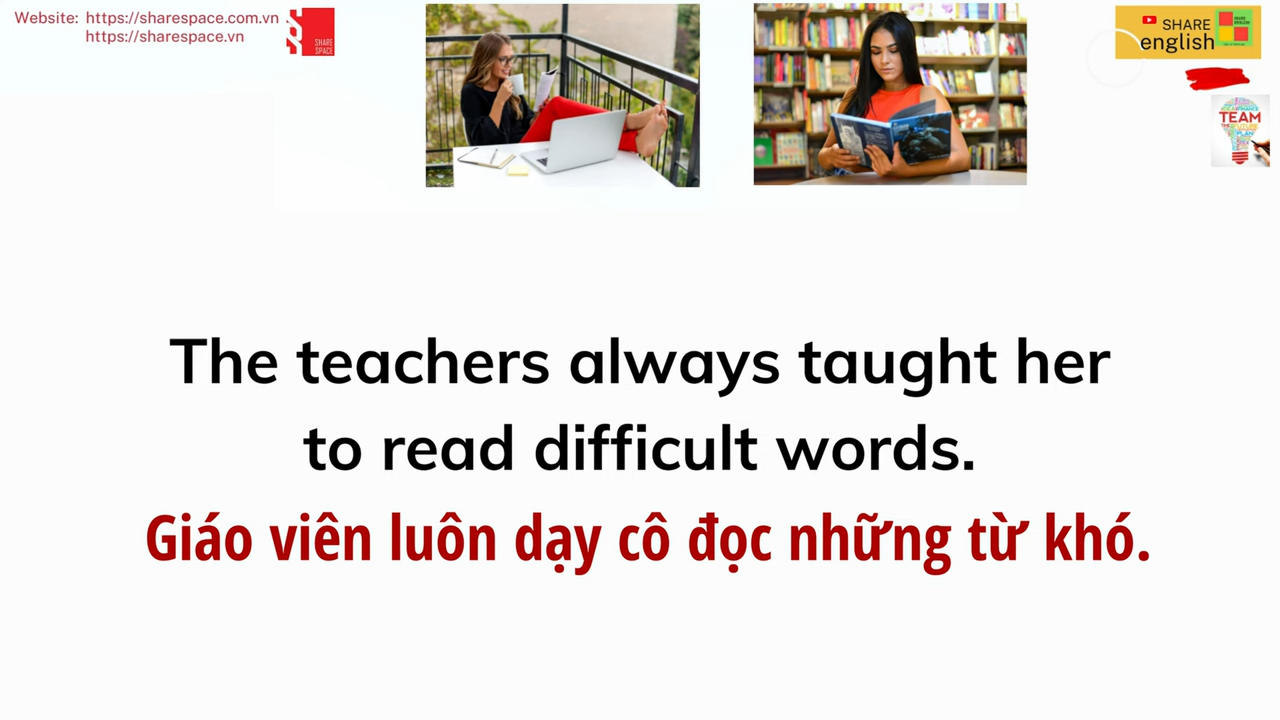 Website: https://sharespace.com.vn
https://sharespace.vn
SHARE
SPACE
SHARE
english
TEAM
The teachers always taught her
to read difficult words.
Giáo viên luôn dạy cô đọc những từ khó.